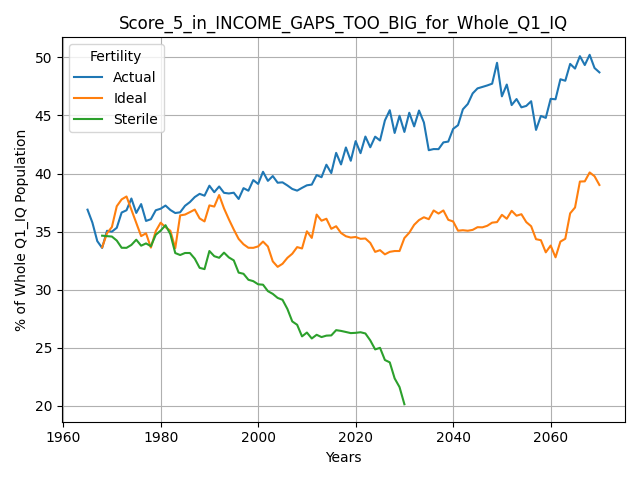 Score_5_in_INCOME_GAPS_TOO_BIG_for_Whole_Q1_IQ
Fertility
Actual
Ideal
Sterile
% of Whole Q1_IQ Population
50
45
40
35
30
25
20
1960 1980 2000 2020 2040 2060
Years